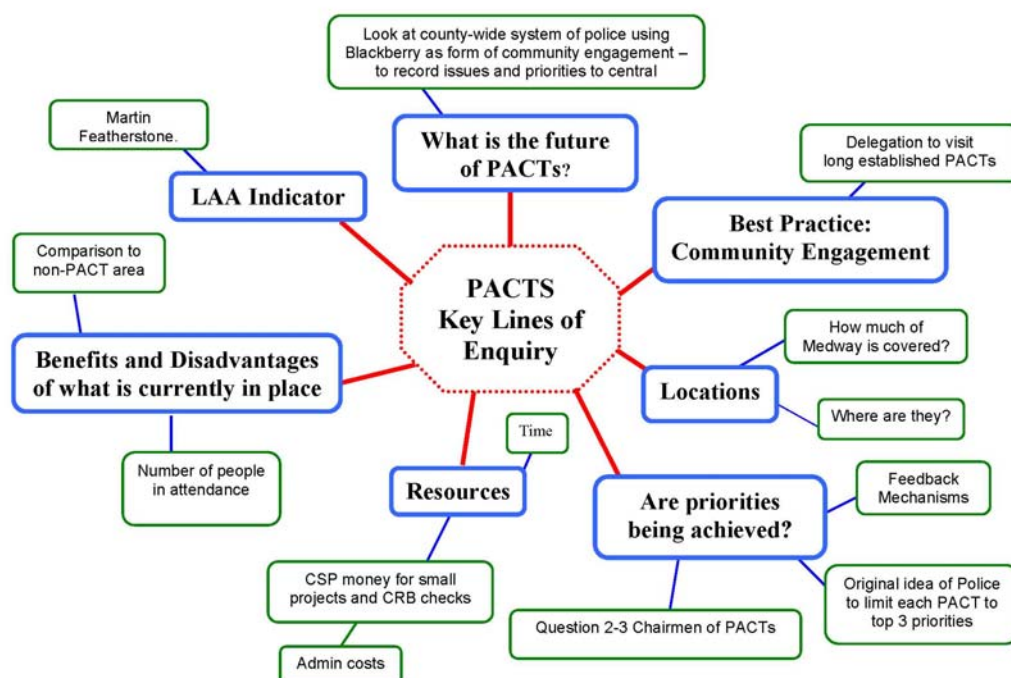 Look at county-wide system of police using
Blackberry as form of community engagement –
to record issues and priorities to central
What is the future
of PACTs?
Martin
Featherstone.
LAA Indicator
Delegation to visit
long established PACTs
Best Practice:
Community Engagement
Comparison to
non-PACT area
Benefits and Disadvantages
of what is currently in place
Number of people
in attendance
PACTS
Key Lines of
Enquiry
How much of
Medway is covered?
Locations
Where are they?
Time
Resources
CSP money for small
projects and CRB checks
Admin costs
Are priorities
being achieved?
Feedback
Mechanisms
Original idea of Police
to limit each PACT to
top 3 priorities
Question 2-3 Chairmen of PACTs